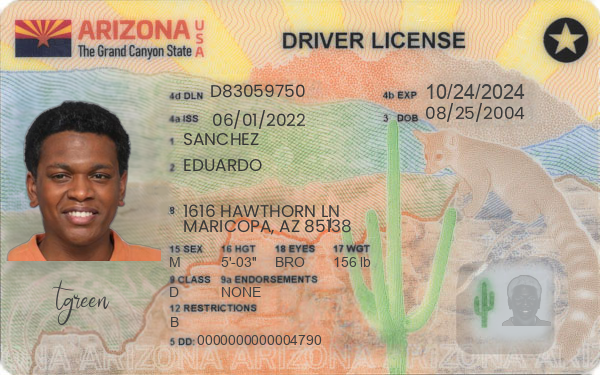 ARIZONA USA
The Grand Canyon State
DRIVER LICENSE
4d DLN D83059750 4b EXP 10/24/2024
4a ISS 06/01/2022 3 DOB 08/25/2004
1 SANCHEZ
2 EDUARDO
8 1616 HAWTHORN LN
MARICOPA, AZ 85138
15 SEX 16 HGT 18 EYES 17 WGT
M 5'-03" BRO 156 lb
9 CLASS 9a ENDORSEMENTS
D NONE
12 RESTRICTIONS
B
tgreen
5 DD: 0000000000004790
ARIZONA ARIZONA ARIZONA ARIZONA